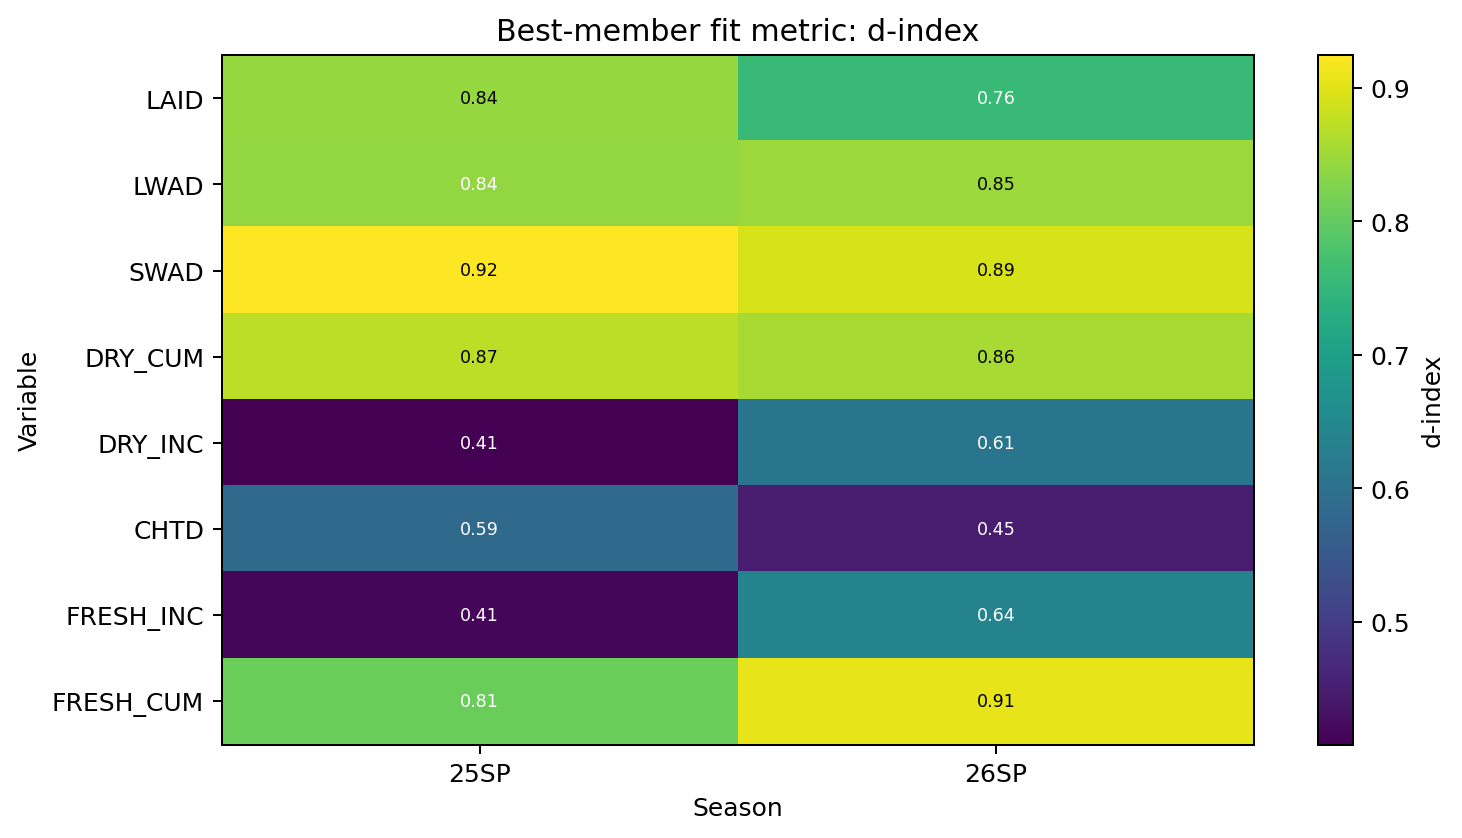 Best-member fit metric: d-index
LAID 0.84 0.76 0.9
LWAD 0.84 0.85
SWAD 0.92 0.89 0.8
DRY_CUM 0.87 0.86 0.7
Variable
d-index
DRY_INC 0.41 0.61
CHTD 0.59 0.45 0.6
FRESH_INC 0.41 0.64 0.5
FRESH_CUM 0.81 0.91
25SP 26SP
Season